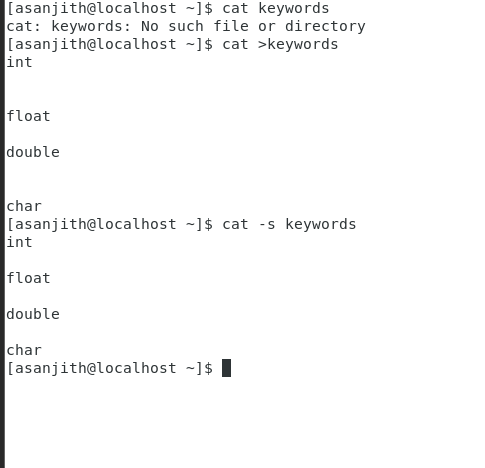 [asanjith@localhost ~]$ cat keywords
cat: keywords: No such file or directory
[asanjith@localhost ~]$ cat >keywords
int
float
double
char
[asanjith@localhost ~]$ cat -s keywords
int
float
double
char
[asanjith@localhost ~]$